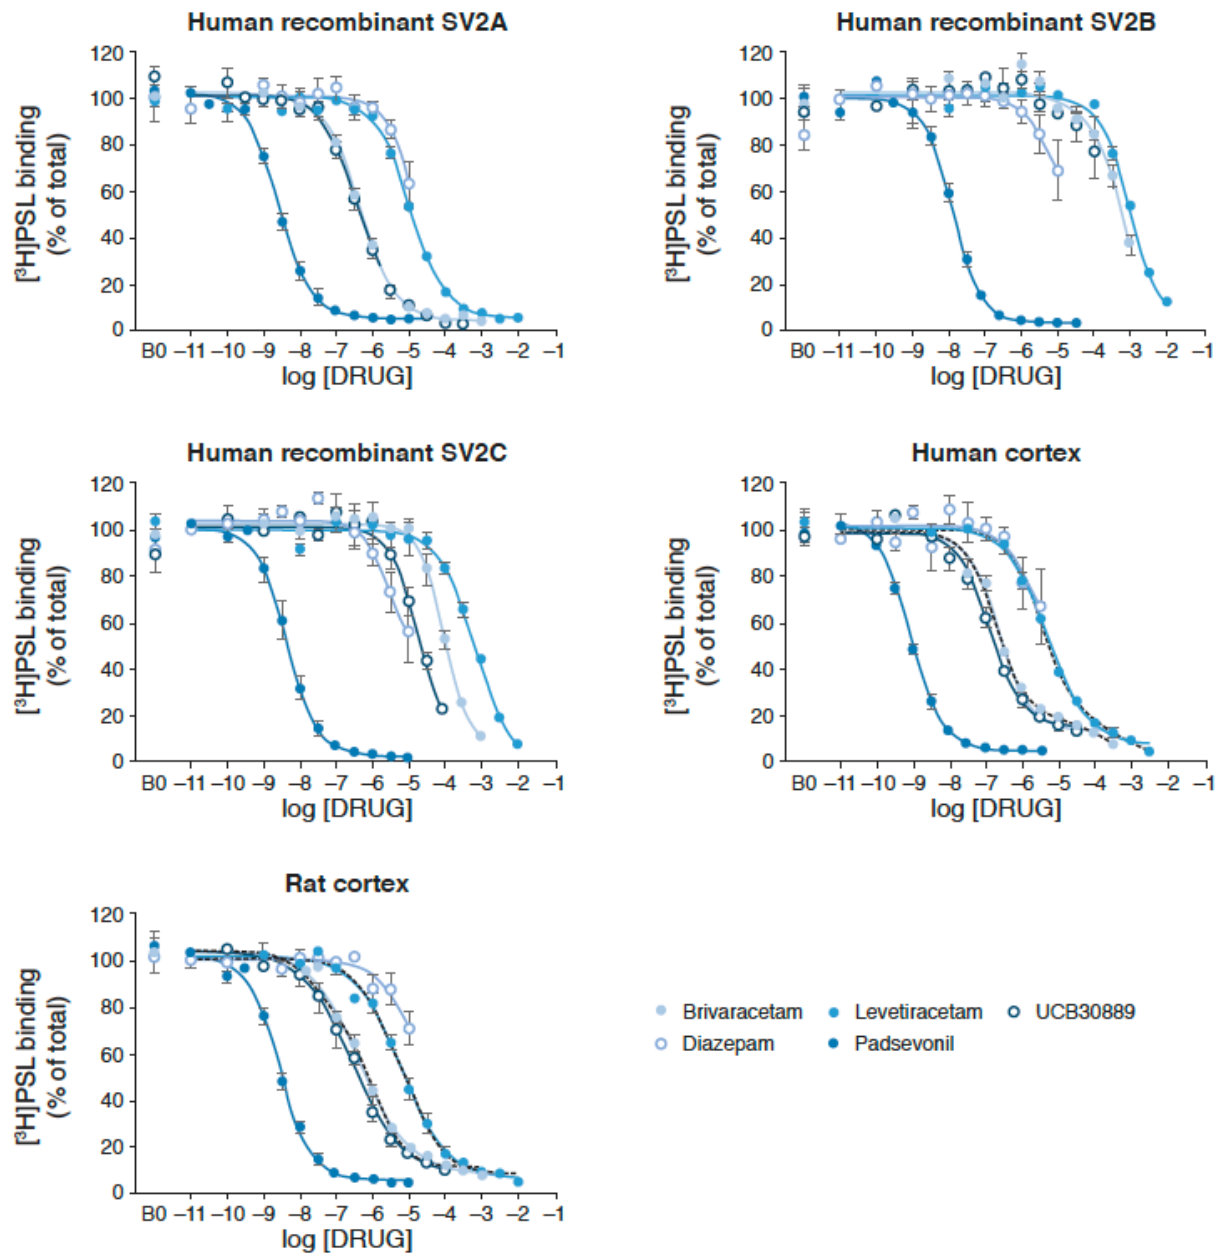 Human recombinant SV2A
[³H]PSL binding
(% of total)
120
100
80
60
40
20
0
B0 –11 –10 –9 –8 –7 –6 –5 –4 –3 –2 –1
log [DRUG]
Human recombinant SV2B
[³H]PSL binding
(% of total)
120
100
80
60
40
20
0
B0 –11 –10 –9 –8 –7 –6 –5 –4 –3 –2 –1
log [DRUG]
Human recombinant SV2C
[³H]PSL binding
(% of total)
120
100
80
60
40
20
0
B0 –11 –10 –9 –8 –7 –6 –5 –4 –3 –2 –1
log [DRUG]
Human cortex
[³H]PSL binding
(% of total)
120
100
80
60
40
20
0
B0 –11 –10 –9 –8 –7 –6 –5 –4 –3 –2 –1
log [DRUG]
Rat cortex
[³H]PSL binding
(% of total)
120
100
80
60
40
20
0
B0 –11 –10 –9 –8 –7 –6 –5 –4 –3 –2 –1
log [DRUG]
Brivaracetam Levetiracetam UCB30889
Diazepam Padsevonil